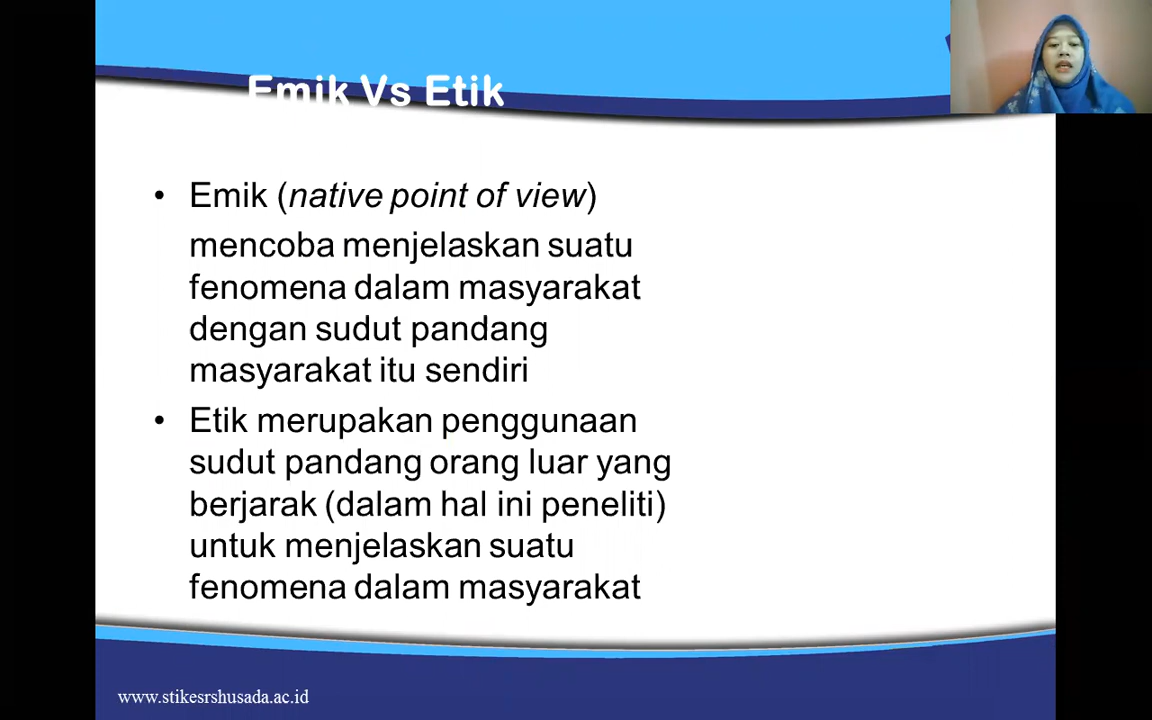 Emik Vs Etik
• Emik (native point of view)
mencoba menjelaskan suatu
fenomena dalam masyarakat
dengan sudut pandang
masyarakat itu sendiri
• Etik merupakan penggunaan
sudut pandang orang luar yang
berjarak (dalam hal ini peneliti)
untuk menjelaskan suatu
fenomena dalam masyarakat
www.stikesrshusada.ac.id